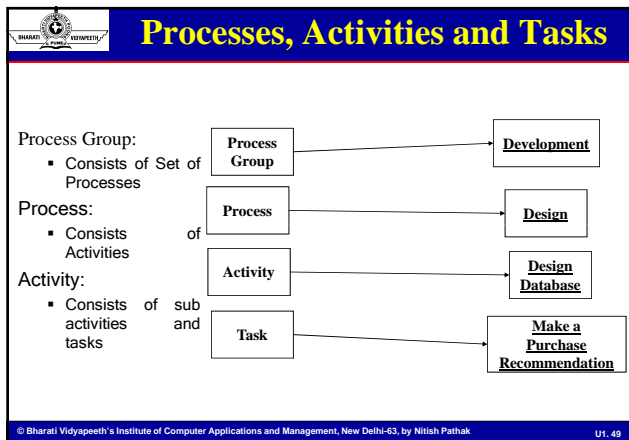 BHARATI
VIDYAPEETH
PUNE
Processes, Activities and Tasks
Process Group:
▪ Consists of Set of
Processes
Process:
▪ Consists of
Activities
Activity:
▪ Consists of sub
activities and
tasks
Process
Group
Development
Process
Design
Activity
Design
Database
Task
Make a
Purchase
Recommendation
© Bharati Vidyapeeth's Institute of Computer Applications and Management, New Delhi-63, by Nitish Pathak
U1. 49